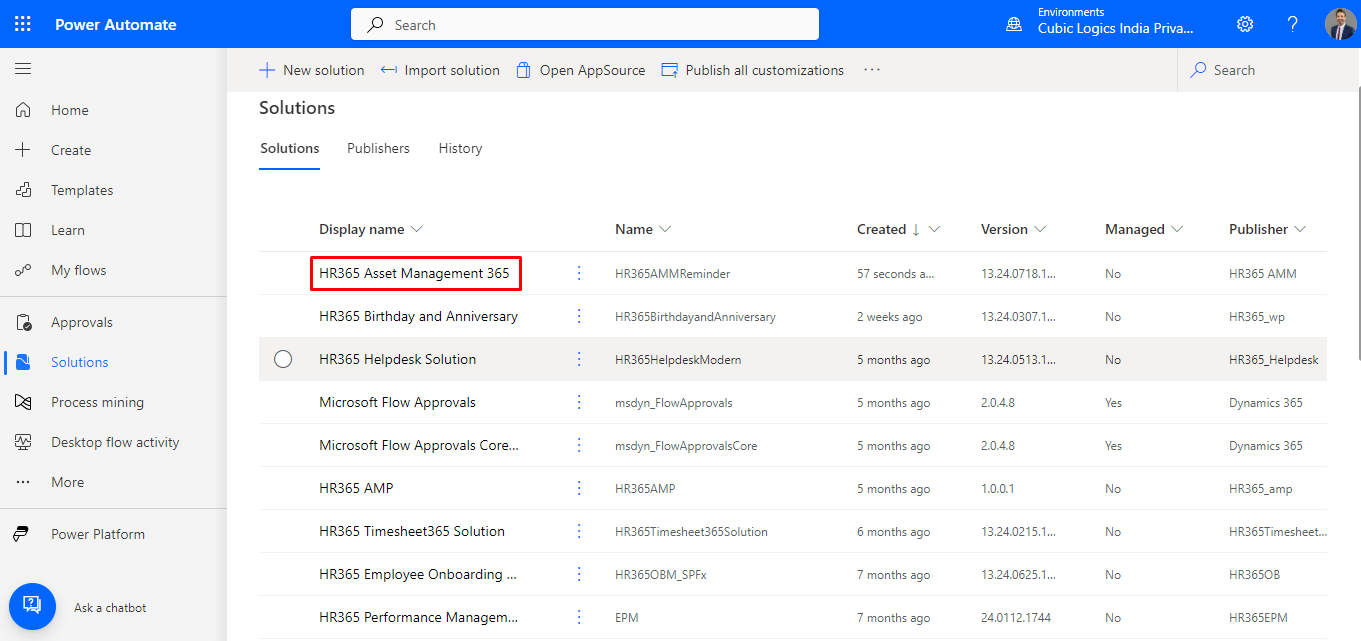 Power Automate
Search
Environments
Cubic Logics India Priva...
Home
Create
Templates
Learn
My flows
Approvals
Solutions
Process mining
Desktop flow activity
More
Power Platform
Ask a chatbot
New solution Import solution Open AppSource Publish all customizations ... Search
Solutions
Solutions Publishers History
Display name Name Created ↓ Version Managed Publisher
HR365 Asset Management 365 HR365AMMReminder 57 seconds a... 13.24.0718.1... No HR365 AMM
HR365 Birthday and Anniversary HR365BirthdayandAnniversary 2 weeks ago 13.24.0307.1... No HR365_wp
HR365 Helpdesk Solution HR365HelpdeskModern 5 months ago 13.24.0513.1... No HR365_Helpdesk
Microsoft Flow Approvals msdyn_FlowApprovals 5 months ago 2.0.4.8 Yes Dynamics 365
Microsoft Flow Approvals Core... msdyn_FlowApprovalsCore 5 months ago 2.0.4.8 Yes Dynamics 365
HR365 AMP HR365AMP 5 months ago 1.0.0.1 No HR365_amp
HR365 Timesheet365 Solution HR365Timesheet365Solution 6 months ago 13.24.0215.1... No HR365Timesheet...
HR365 Employee Onboarding ... HR365OBM_SPFx 7 months ago 13.24.0625.1... No HR365OB
HR365 Performance Managem... EPM 7 months ago 24.0112.1744 No HR365EPM